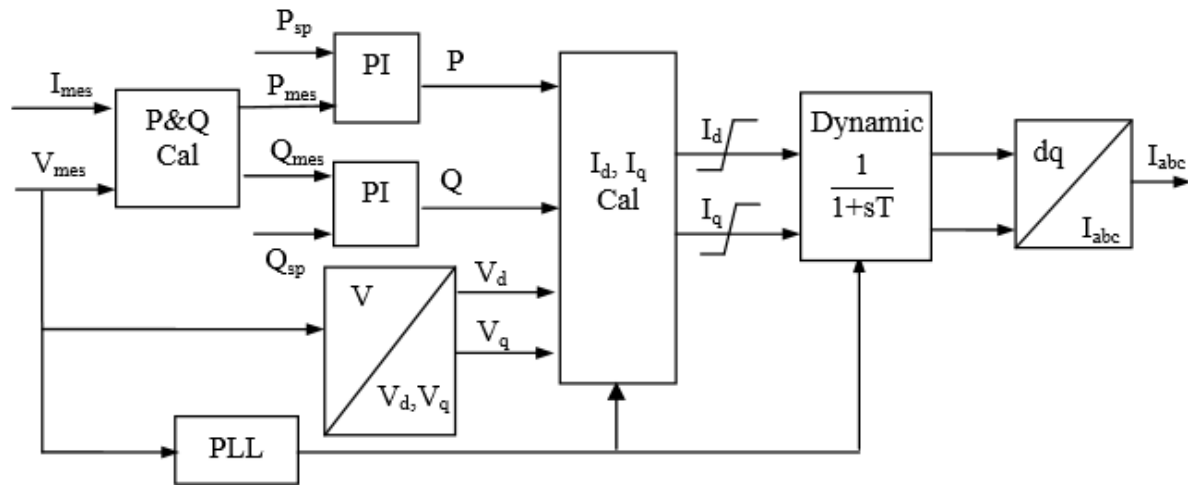 P_sp
I_mes
P&Q
Cal
P_mes
PI
P
V_mes
Q_mes
PI
Q
Q_sp
V
V_d,V_q
V_d
V_q
PLL
I_d, I_q
Cal
I_d
I_q
Dynamic
1
1+sT
dq
I_abc
I_abc